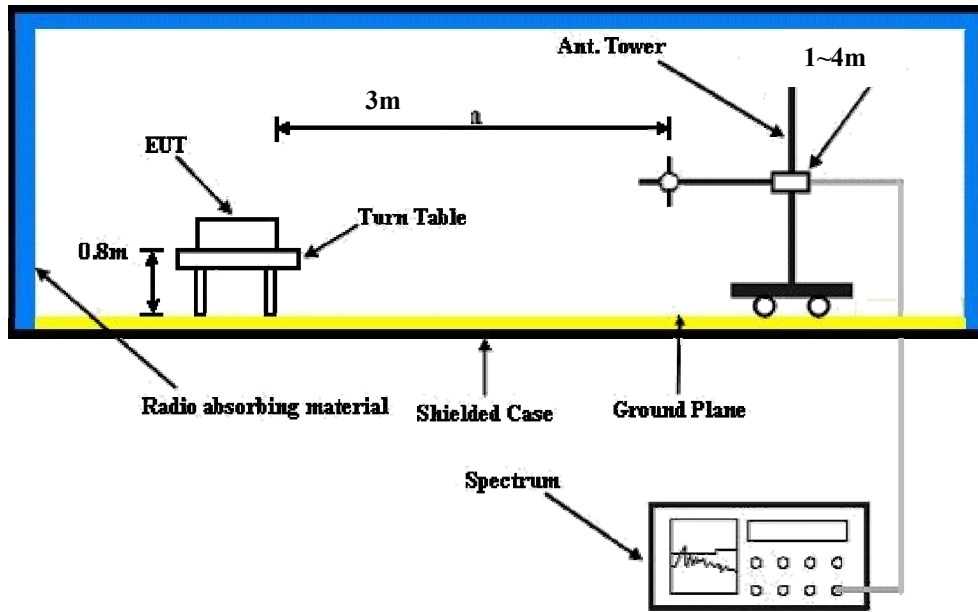 Ant. Tower
1~4m
3m
n
EUT
Turn Table
0.8m
Radio absorbing material
Shielded Case
Ground Plane
Spectrum